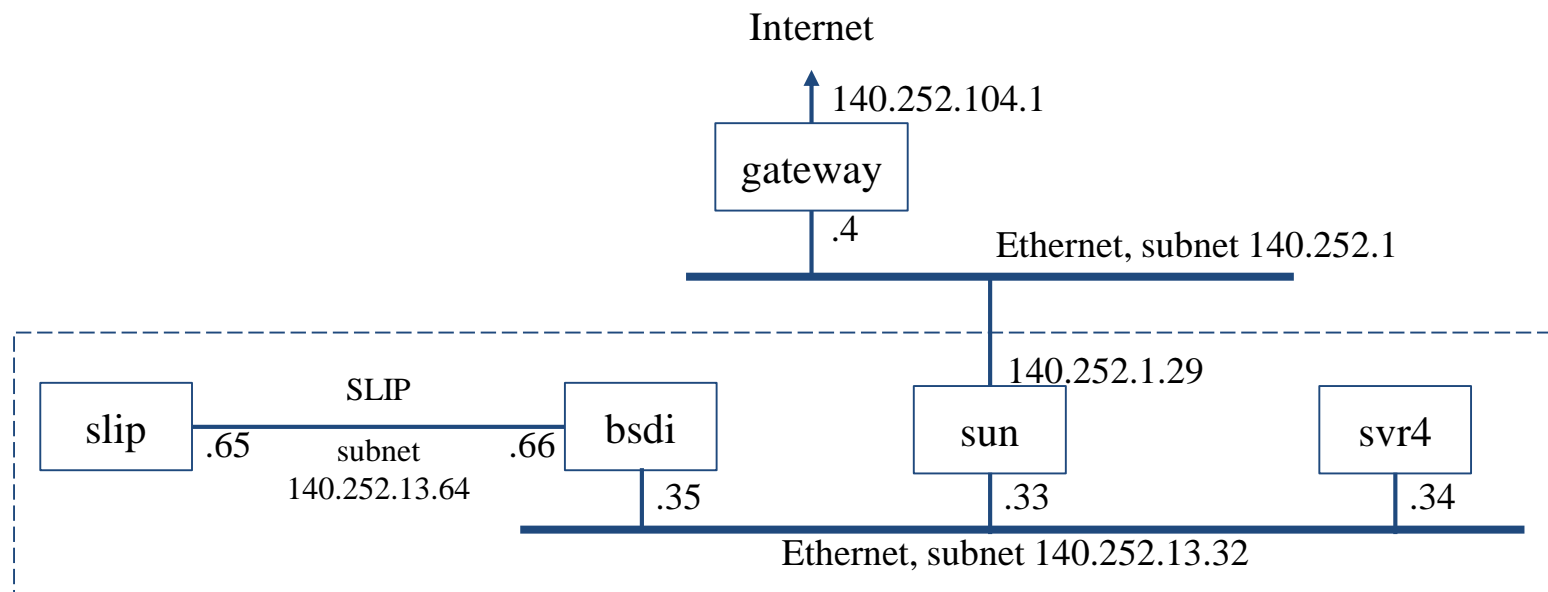 Internet
140.252.104.1
gateway
.4
Ethernet, subnet 140.252.1
140.252.1.29
SLIP
slip
bsdi
sun
svr4
.65
subnet
.66
140.252.13.64
.35
.33
.34
Ethernet, subnet 140.252.13.32